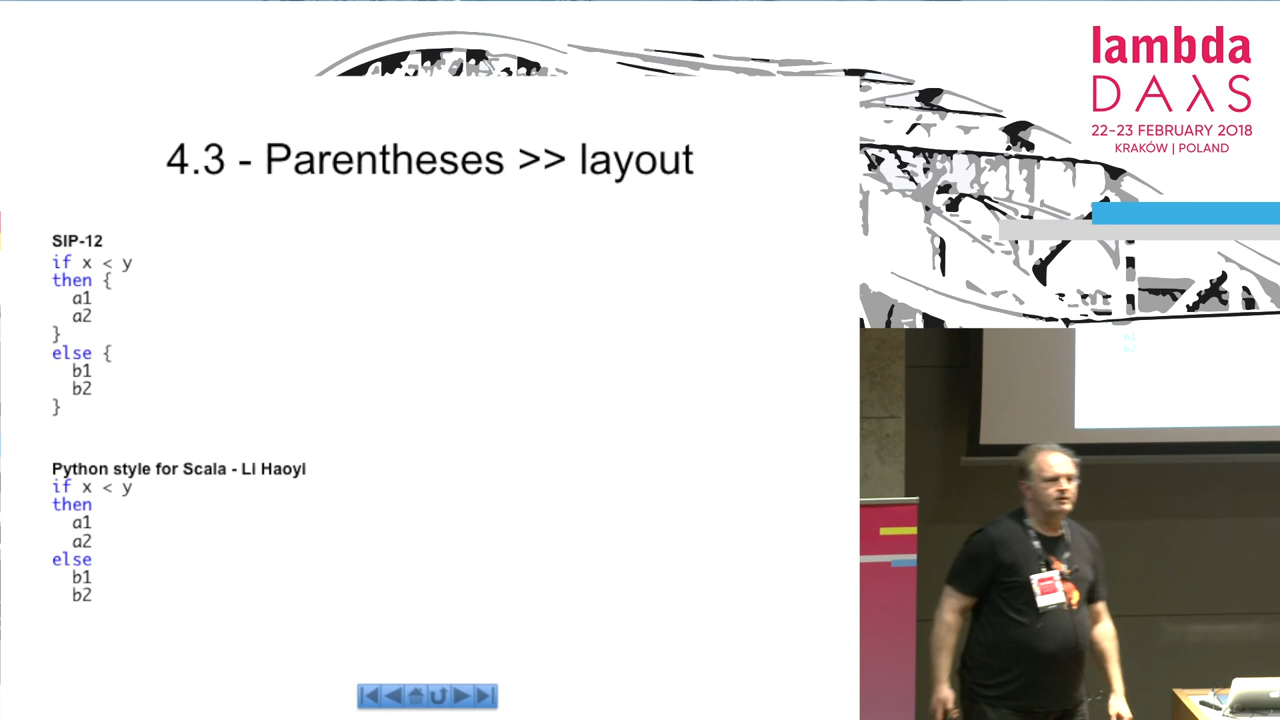 lambda
DAλS
22-23 FEBRUARY 2018
KRAKÓW | POLAND
4.3 - Parentheses >> layout
SIP-12
if x < y
then {
a1
a2
}
else {
b1
b2
}
Python style for Scala - Li Haoyi
if x < y
then
a1
a2
else
b1
b2